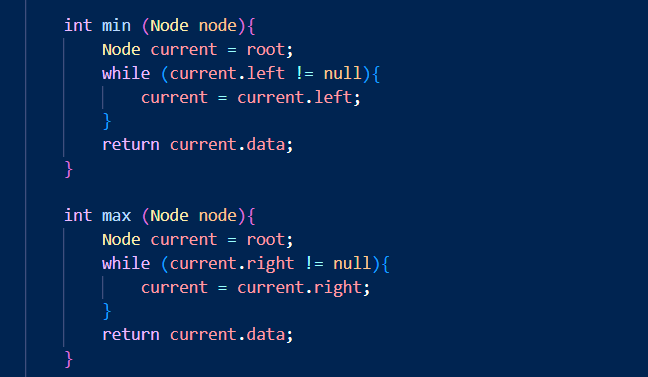 int min (Node node){
Node current = root;
while (current.left != null){
current = current.left;
}
return current.data;
}
int max (Node node){
Node current = root;
while (current.right != null){
current = current.right;
}
return current.data;
}